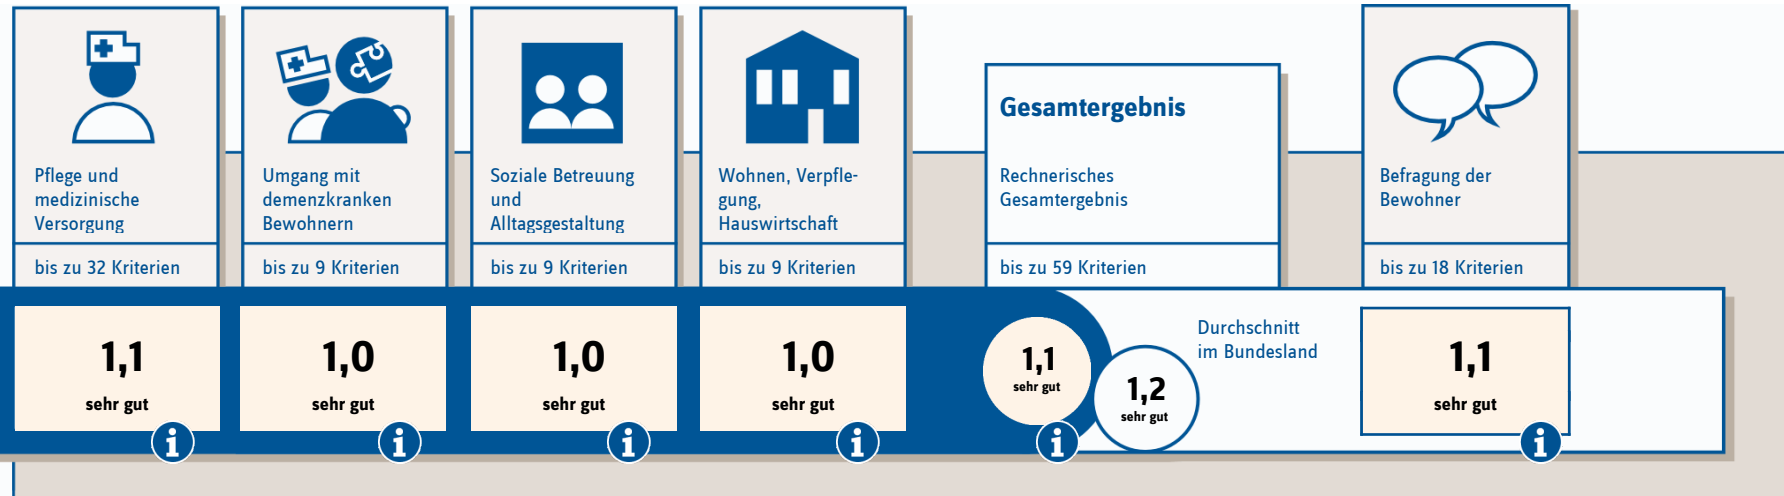 Pflege und
medizinische
Versorgung
bis zu 32 Kriterien
1,1
sehr gut
i
Umgang mit
demenzkranken
Bewohnern
bis zu 9 Kriterien
1,0
sehr gut
i
Soziale Betreuung
und
Alltagsgestaltung
bis zu 9 Kriterien
1,0
sehr gut
i
Wohnen, Verpfle-
gung,
Hauswirtschaft
bis zu 9 Kriterien
1,0
sehr gut
i
Gesamtergebnis
Rechnerisches
Gesamtergebnis
bis zu 59 Kriterien
1,1
sehr gut
i
1,2
sehr gut
Durchschnitt
im Bundesland
Befragung der
Bewohner
bis zu 18 Kriterien
1,1
sehr gut
i